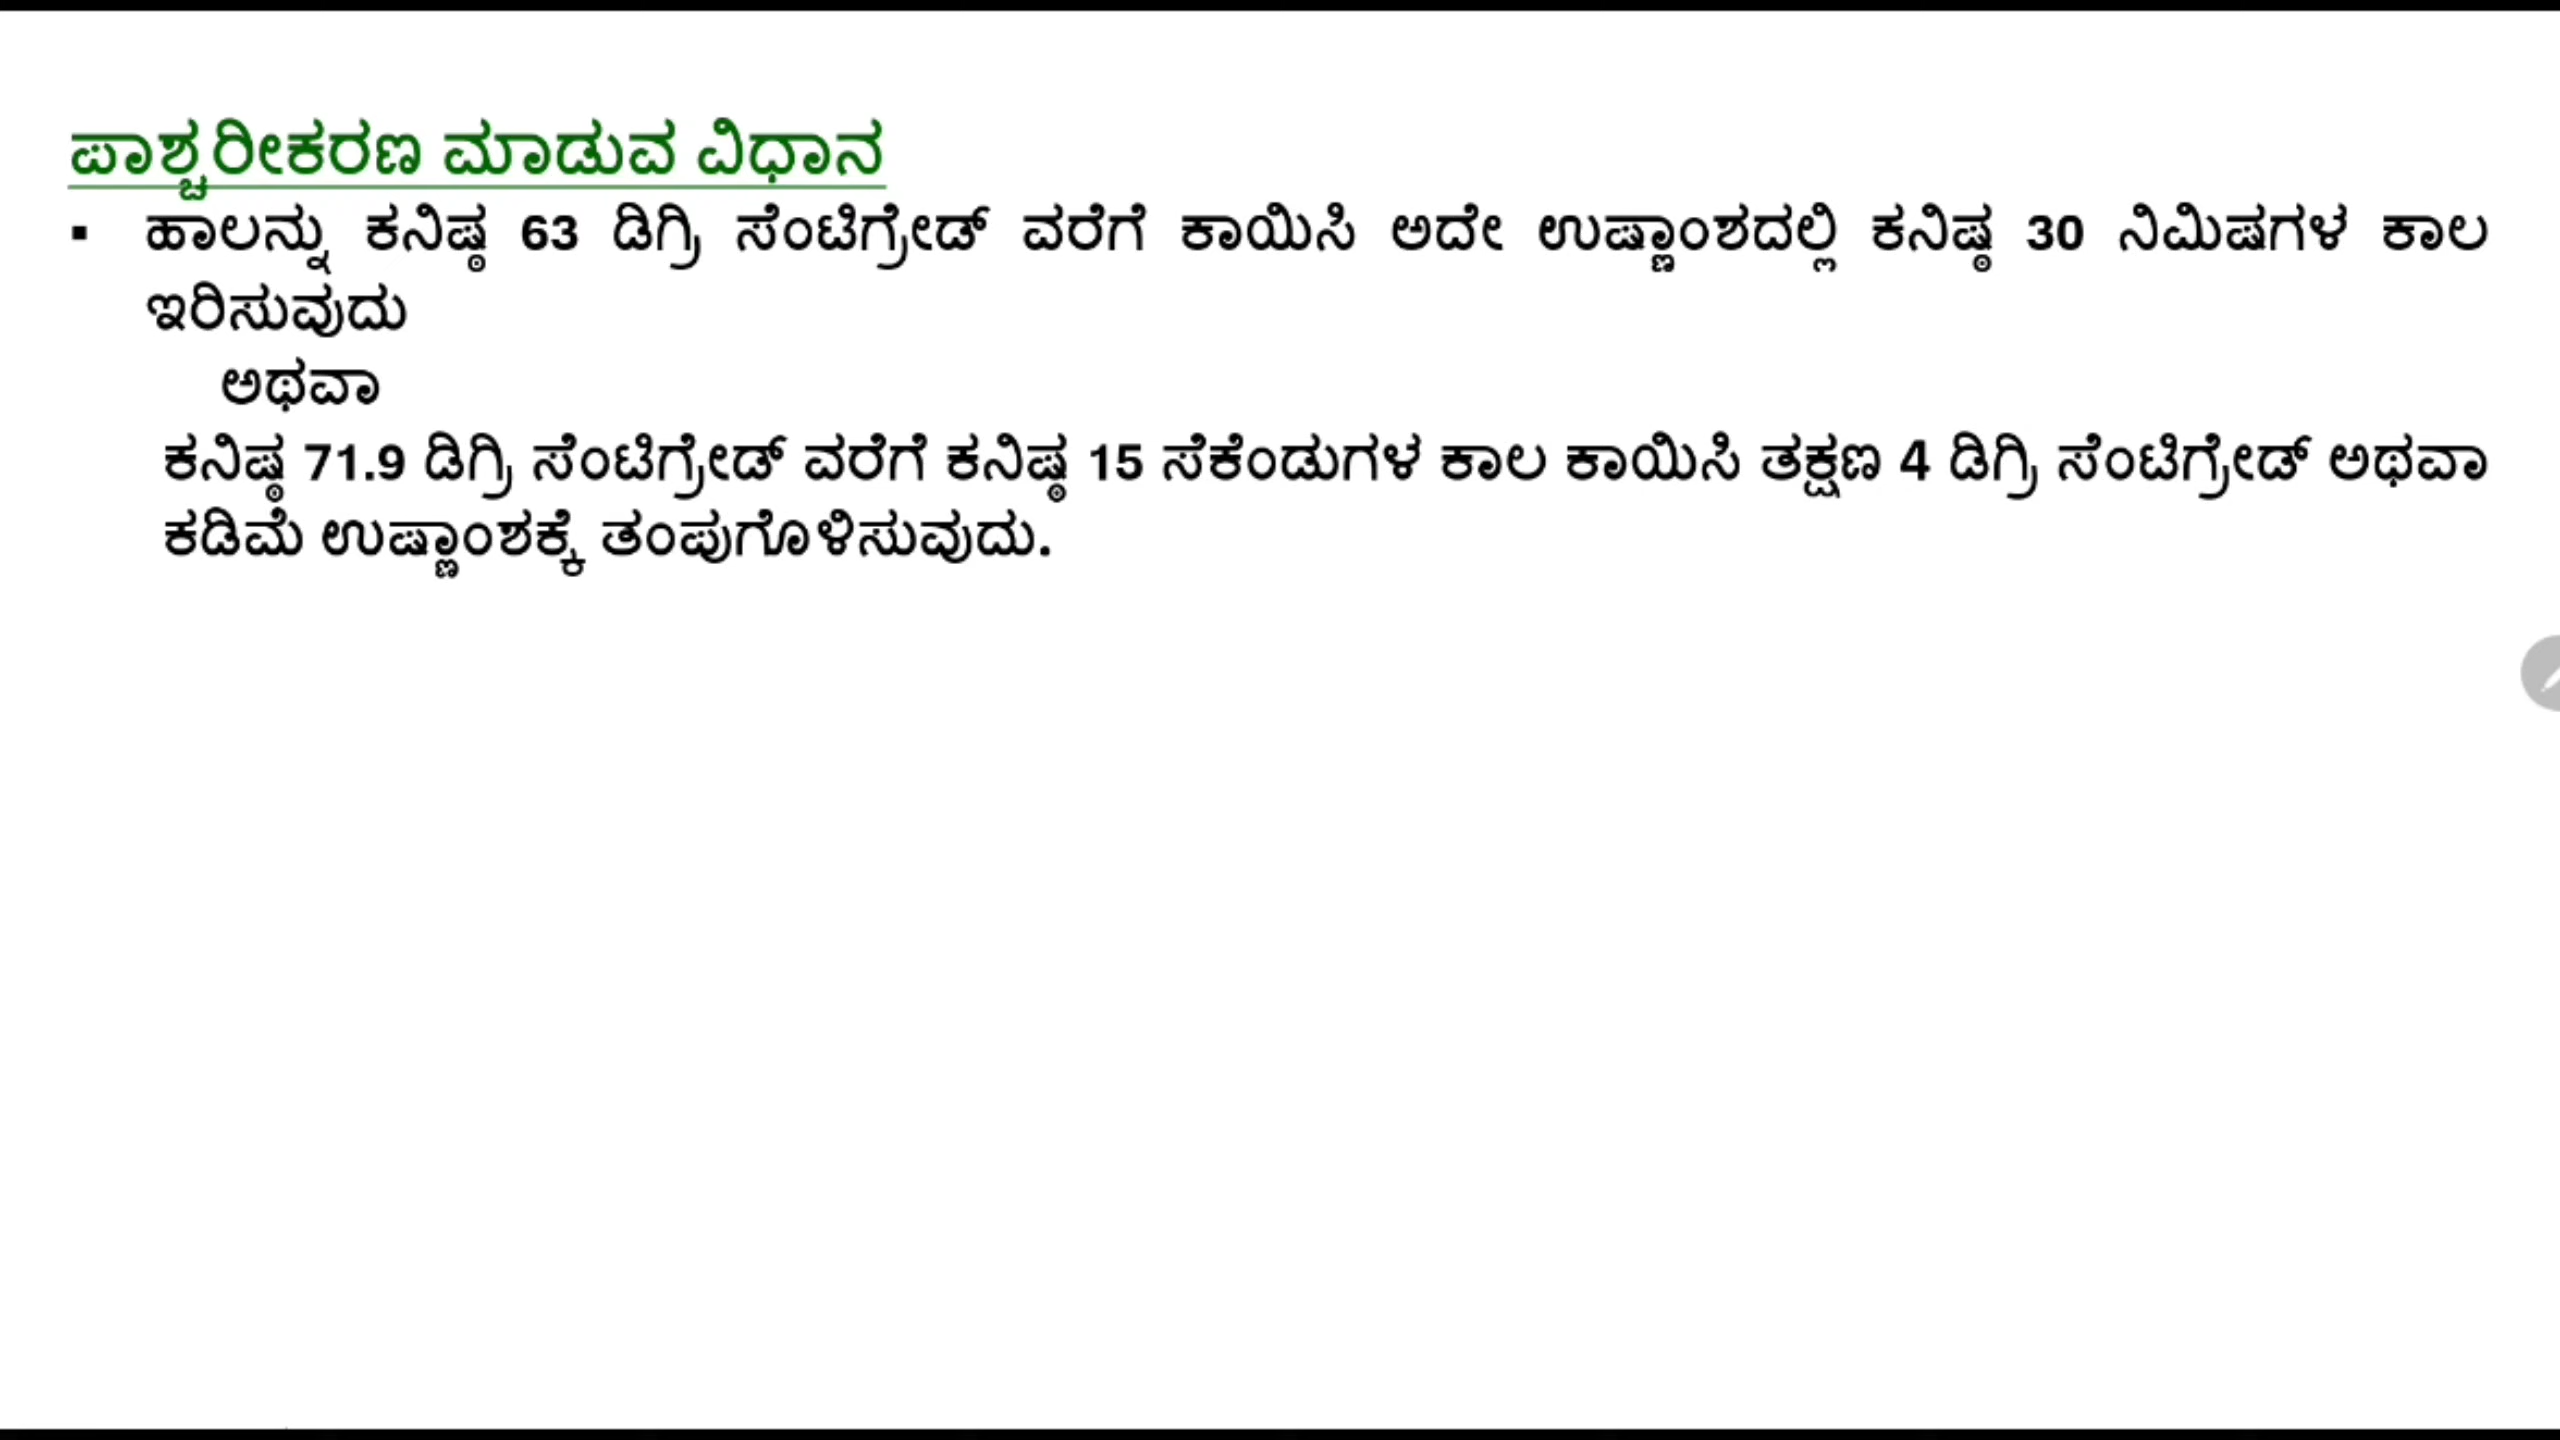 ಪಾಶ್ಚರೀಕರಣ ಮಾಡುವ ವಿಧಾನ
▪ ಹಾಲನ್ನು ಕನಿಷ್ಠ 63 ಡಿಗ್ರಿ ಸೆಂಟಿಗ್ರೇಡ್ ವರೆಗೆ ಕಾಯಿಸಿ ಅದೇ ಉಷ್ಣಾಂಶದಲ್ಲಿ ಕನಿಷ್ಠ 30 ನಿಮಿಷಗಳ ಕಾಲ
ಇರಿಸುವುದು
ಅಥವಾ
ಕನಿಷ್ಠ 71.9 ಡಿಗ್ರಿ ಸೆಂಟಿಗ್ರೇಡ್ ವರೆಗೆ ಕನಿಷ್ಠ 15 ಸೆಕೆಂಡುಗಳ ಕಾಲ ಕಾಯಿಸಿ ತಕ್ಷಣ 4 ಡಿಗ್ರಿ ಸೆಂಟಿಗ್ರೇಡ್ ಅಥವಾ
ಕಡಿಮೆ ಉಷ್ಣಾಂಶಕ್ಕೆ ತಂಪುಗೊಳಿಸುವುದು.